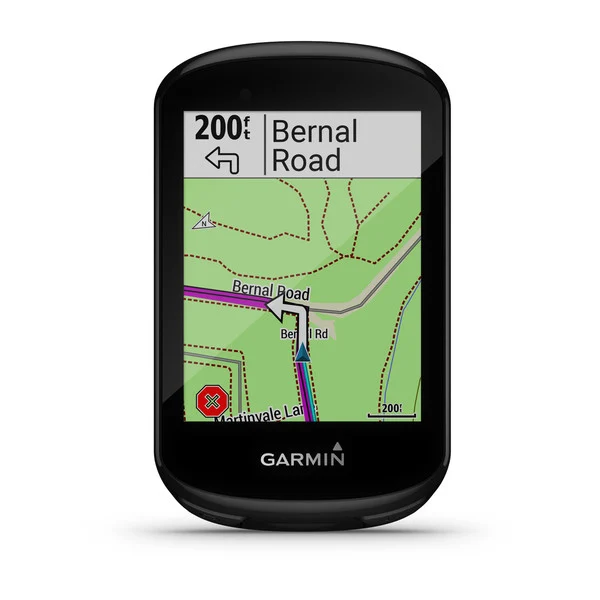 200ft
Bernal
Road
N
Bernal Road
Martinvale
200
GARMIN